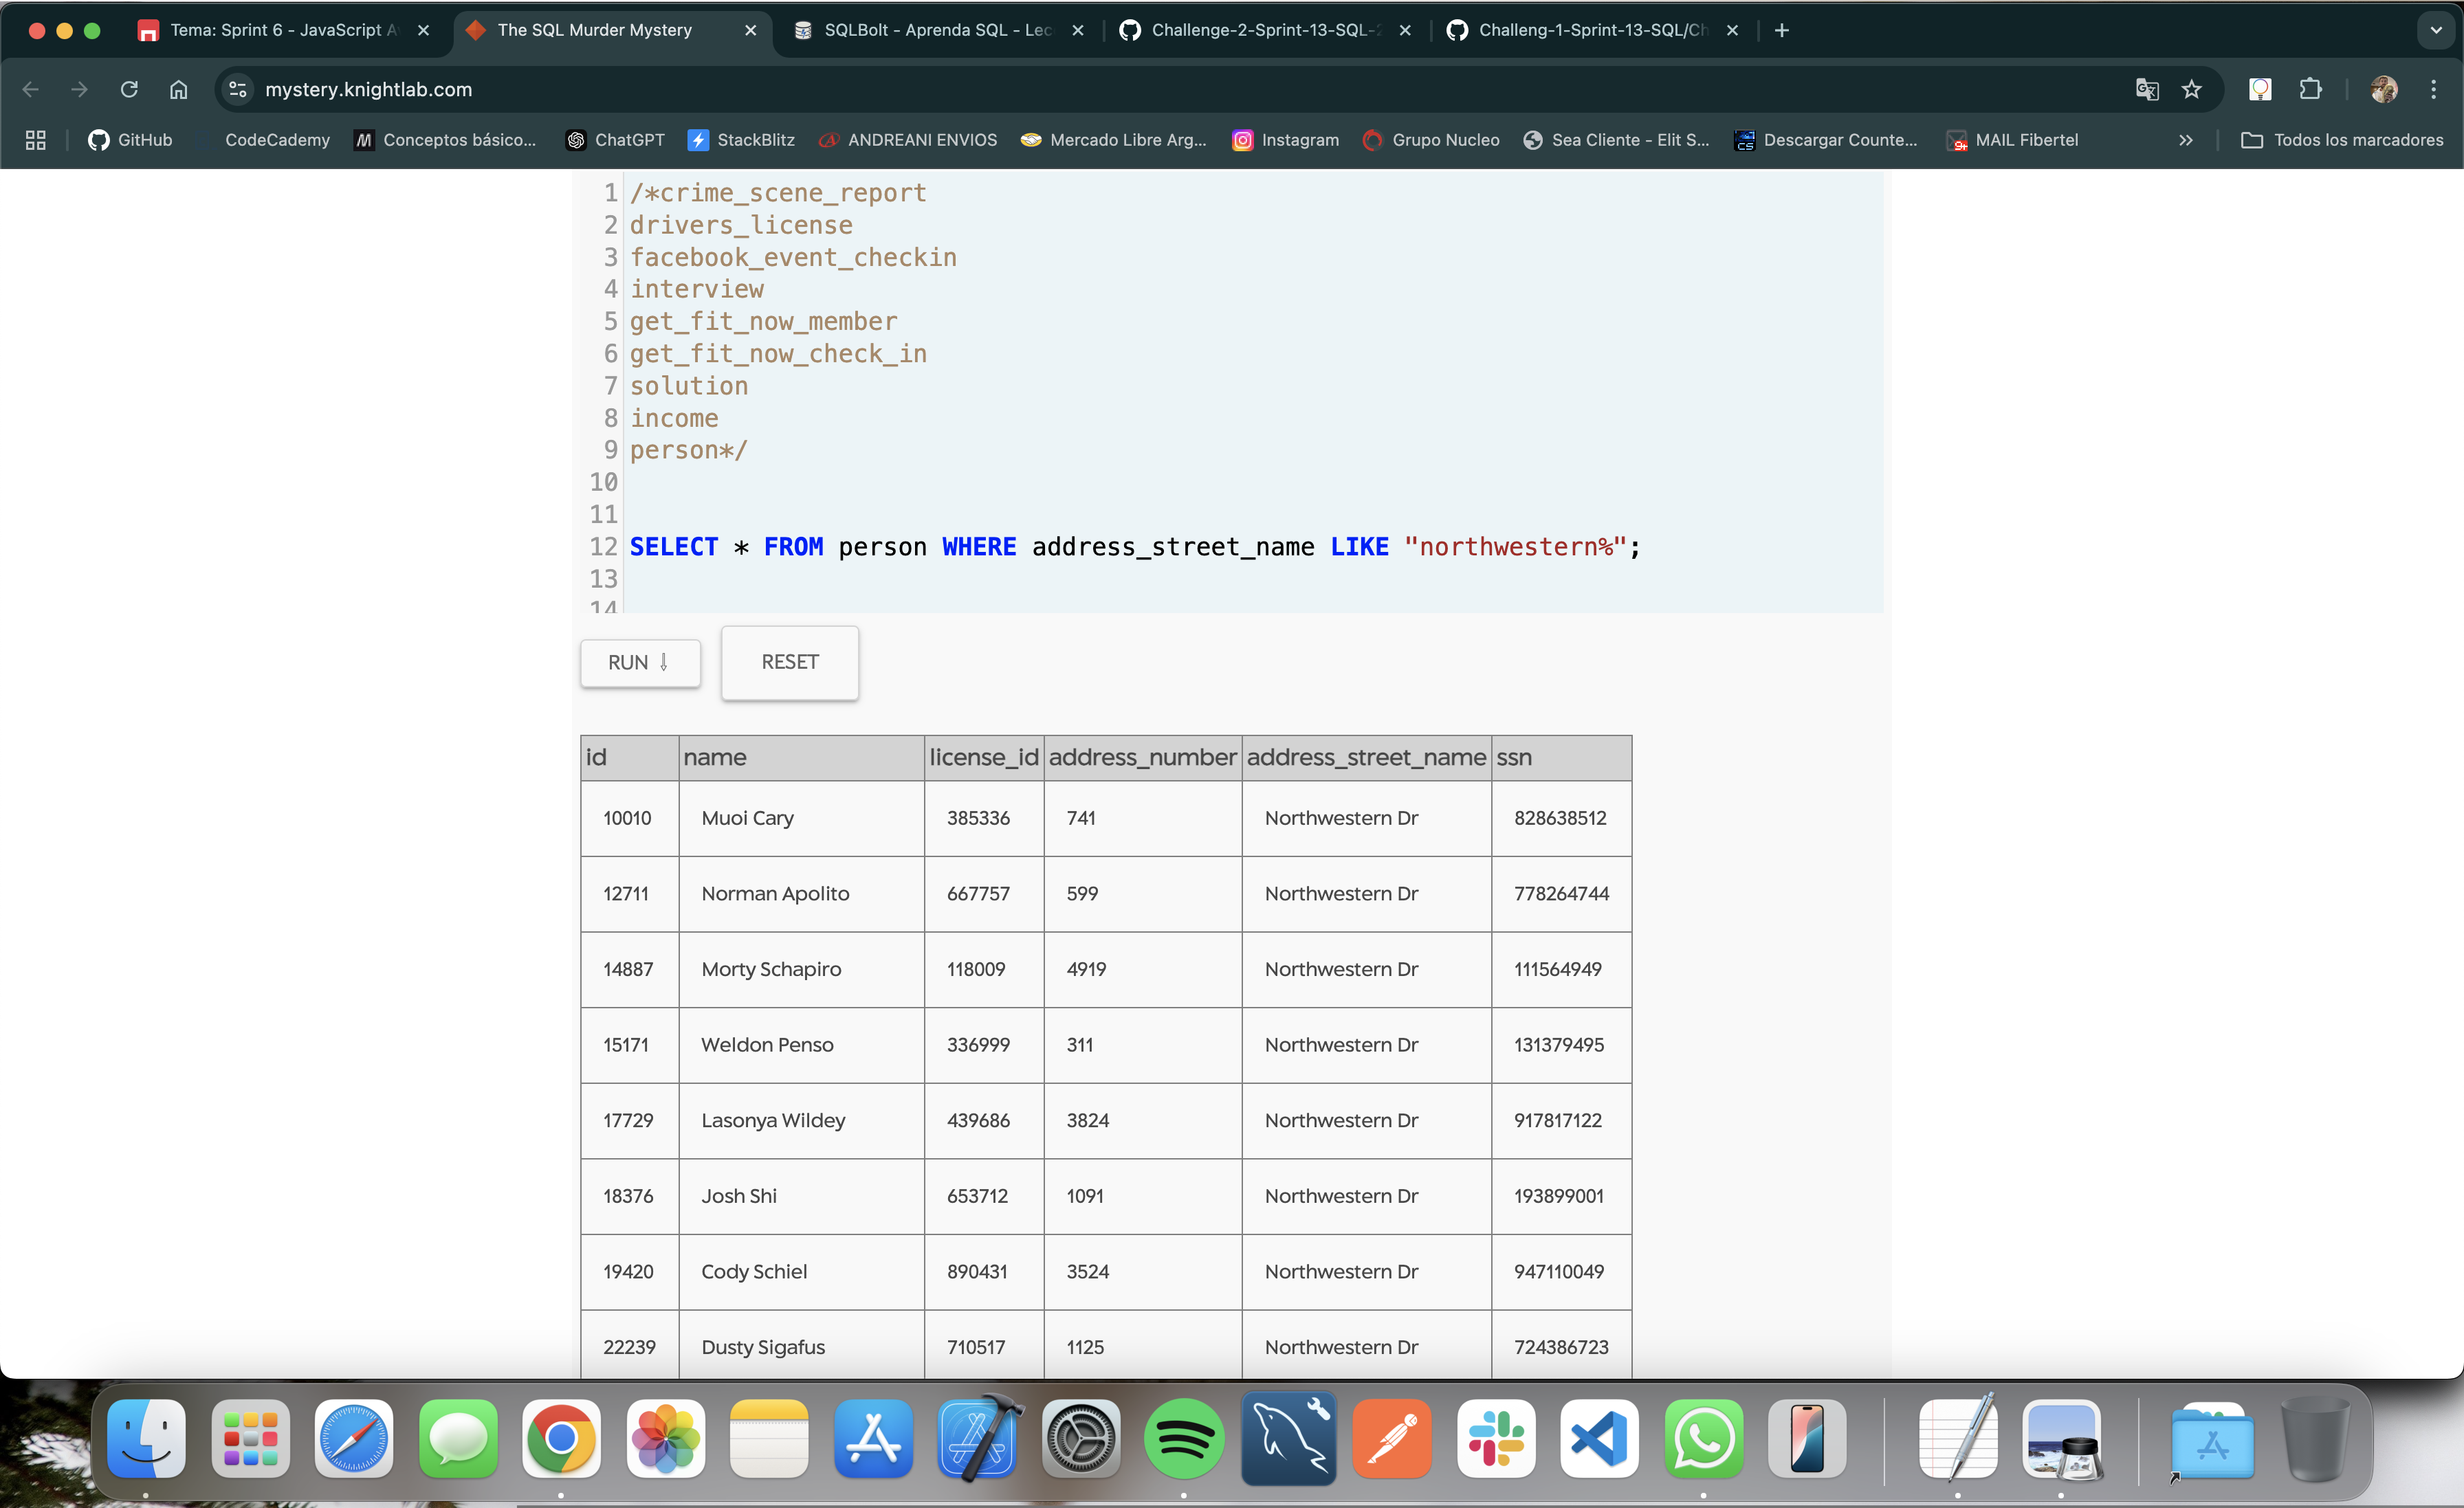 Tema: Sprint 6 - JavaScript A
The SQL Murder Mystery
SQLBolt - Aprenda SQL - Lec
Challenge-2-Sprint-13-SQL-2
Challeng-1-Sprint-13-SQL/Ch
mystery.knightlab.com
GitHub
CodeCademy
Conceptos básico...
ChatGPT
StackBlitz
ANDREANI ENVIOS
Mercado Libre Arg...
Instagram
Grupo Nucleo
Sea Cliente - Elit S...
Descargar Counte...
MAIL Fibertel
Todos los marcadores
1 /*crime_scene_report
2 drivers_license
3 facebook_event_checkin
4 interview
5 get_fit_now_member
6 get_fit_now_check_in
7 solution
8 income
9 person*/
10
11
12 SELECT * FROM person WHERE address_street_name LIKE "northwestern%";
13
14
RUN ⇩
RESET
id name license_id address_number address_street_name ssn
10010 Muoi Cary 385336 741 Northwestern Dr 828638512
12711 Norman Apolito 667757 599 Northwestern Dr 778264744
14887 Morty Schapiro 118009 4919 Northwestern Dr 111564949
15171 Weldon Penso 336999 311 Northwestern Dr 131379495
17729 Lasonya Wildey 439686 3824 Northwestern Dr 917817122
18376 Josh Shi 653712 1091 Northwestern Dr 193899001
19420 Cody Schiel 890431 3524 Northwestern Dr 947110049
22239 Dusty Sigafus 710517 1125 Northwestern Dr 724386723